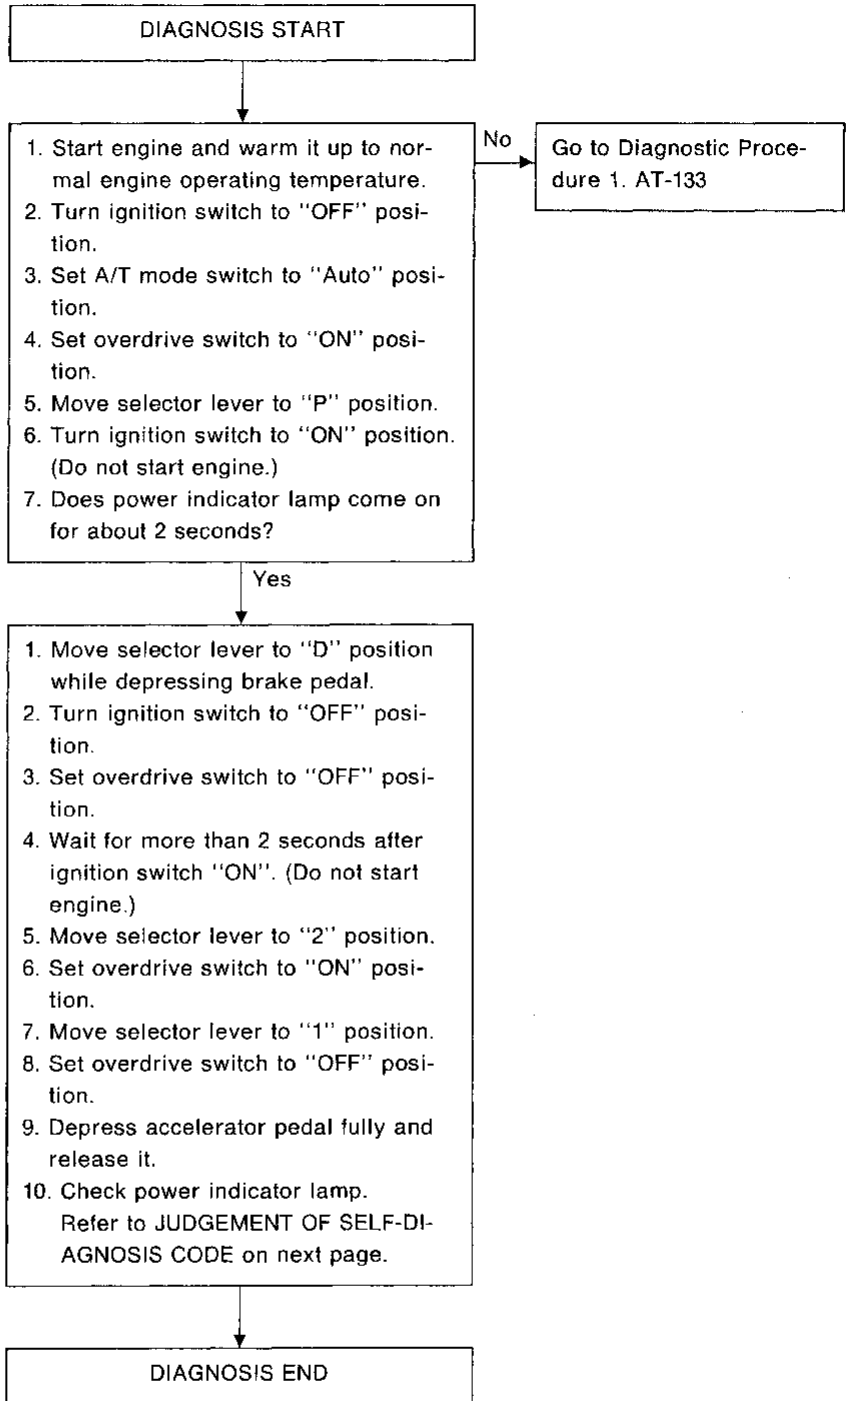 DIAGNOSIS START
1. Start engine and warm it up to nor-
mal engine operating temperature.
2. Turn ignition switch to "OFF" posi-
tion.
3. Set A/T mode switch to "Auto" posi-
tion.
4. Set overdrive switch to "ON" posi-
tion.
5. Move selector lever to "P" position.
6. Turn ignition switch to "ON" position.
(Do not start engine.)
7. Does power indicator lamp come on
for about 2 seconds?
No
Go to Diagnostic Proce-
dure 1. AT-133
Yes
1. Move selector lever to "D" position
while depressing brake pedal.
2. Turn ignition switch to "OFF" posi-
tion.
3. Set overdrive switch to "OFF" posi-
tion.
4. Wait for more than 2 seconds after
ignition switch "ON". (Do not start
engine.)
5. Move selector lever to "2" position.
6. Set overdrive switch to "ON" posi-
tion.
7. Move selector lever to "1" position.
8. Set overdrive switch to "OFF" posi-
tion.
9. Depress accelerator pedal fully and
release it.
10. Check power indicator lamp.
Refer to JUDGEMENT OF SELF-DI-
AGNOSIS CODE on next page.
DIAGNOSIS END